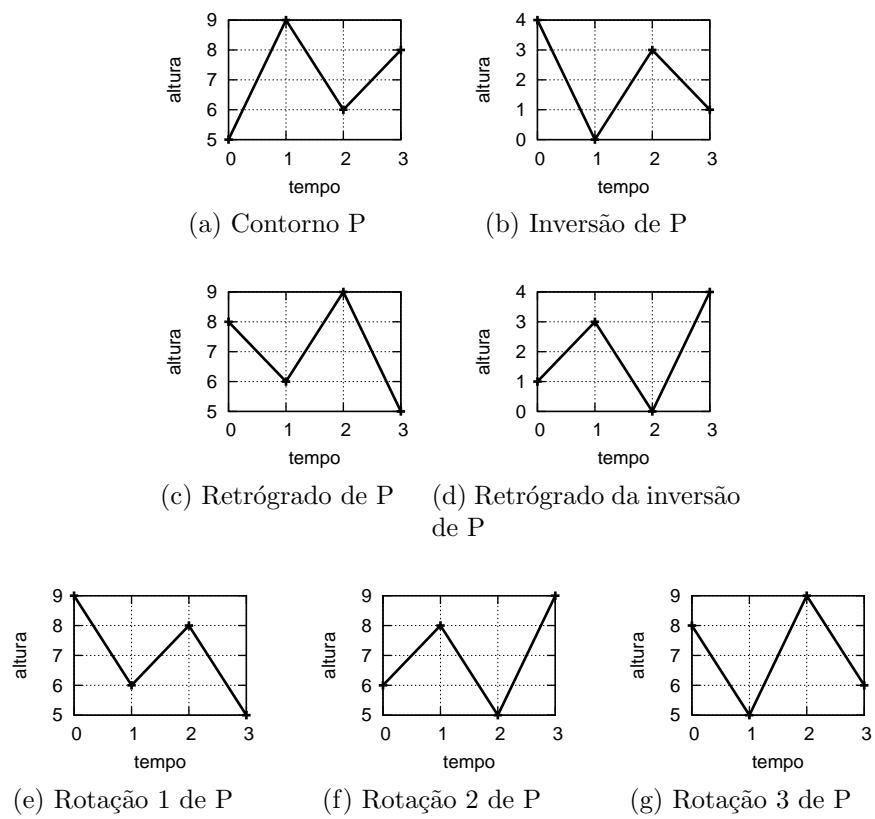 9
8
7
6
5
altura
0 1 2 3
tempo
(a) Contorno P
4
3
2
1
0
altura
0 1 2 3
tempo
(b) Inversão de P
9
8
7
6
5
altura
0 1 2 3
tempo
(c) Retrógrado de P
4
3
2
1
0
altura
0 1 2 3
tempo
(d) Retrógrado da inversão
de P
9
8
7
6
5
altura
0 1 2 3
tempo
(e) Rotação 1 de P
9
8
7
6
5
altura
0 1 2 3
tempo
(f) Rotação 2 de P
9
8
7
6
5
altura
0 1 2 3
tempo
(g) Rotação 3 de P